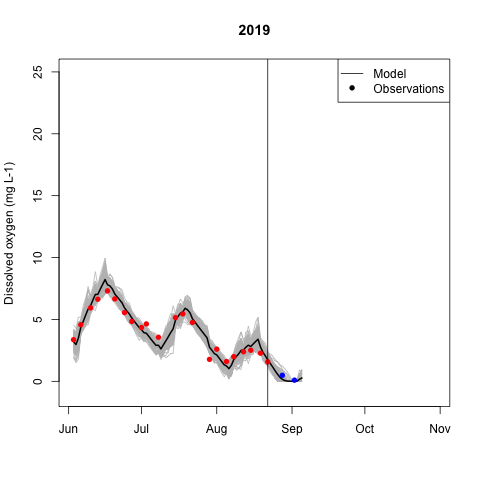 2019
Model
Observations
Dissolved oxygen (mg L-1)
25
20
15
10
5
0
Jun Jul Aug Sep Oct Nov